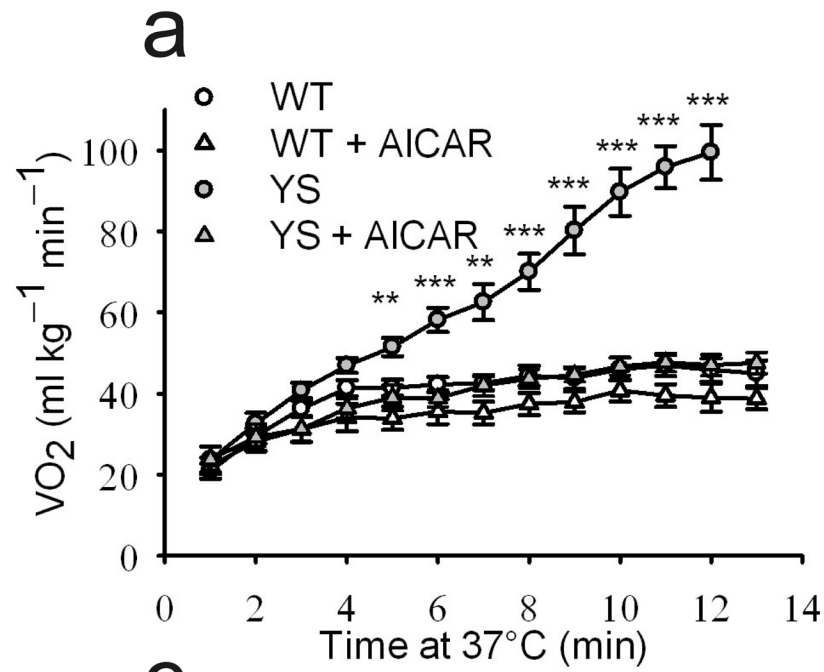 a
WT
WT + AICAR
YS
YS + AICAR
** *** ** *** *** *** *** ***
VO2 (ml kg−1 min−1)
100
80
60
40
20
0
0 2 4 6 8 10 12 14
Time at 37°C (min)